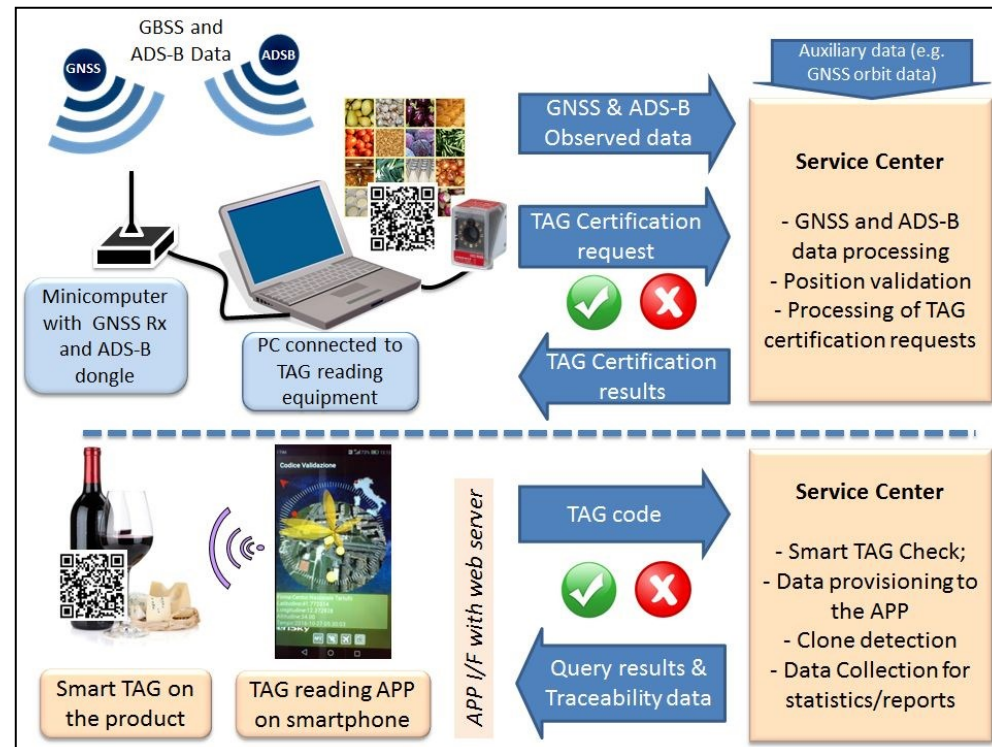 GBSS and
ADS-B Data
GNSS
ADSB
Auxiliary data (e.g.
GNSS orbit data)
GNSS & ADS-B
Observed data
TAG Certification
request
TAG Certification
results
Service Center
- GNSS and ADS-B
data processing
- Position validation
- Processing of TAG
certification requests
Minicomputer
with GNSS Rx
and ADS-B
dongle
PC connected to
TAG reading
equipment
Codice Validazione
Smart TAG on
the product
TAG reading APP
on smartphone
APP I/F with web server
TAG code
Query results &
Traceability data
Service Center
- Smart TAG Check;
- Data provisioning to
the APP
- Clone detection
- Data Collection for
statistics/reports